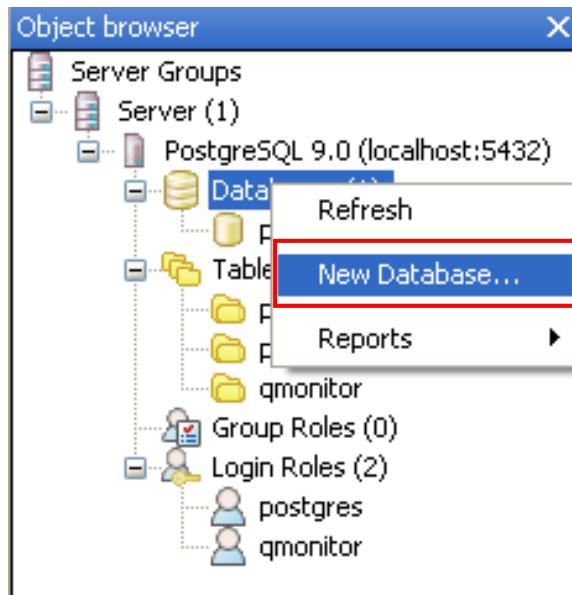 Object browser
Server Groups
Server (1)
PostgreSQL 9.0 (localhost:5432)
Refresh
New Database...
Reports
qmonitor
Group Roles (0)
Login Roles (2)
postgres
qmonitor